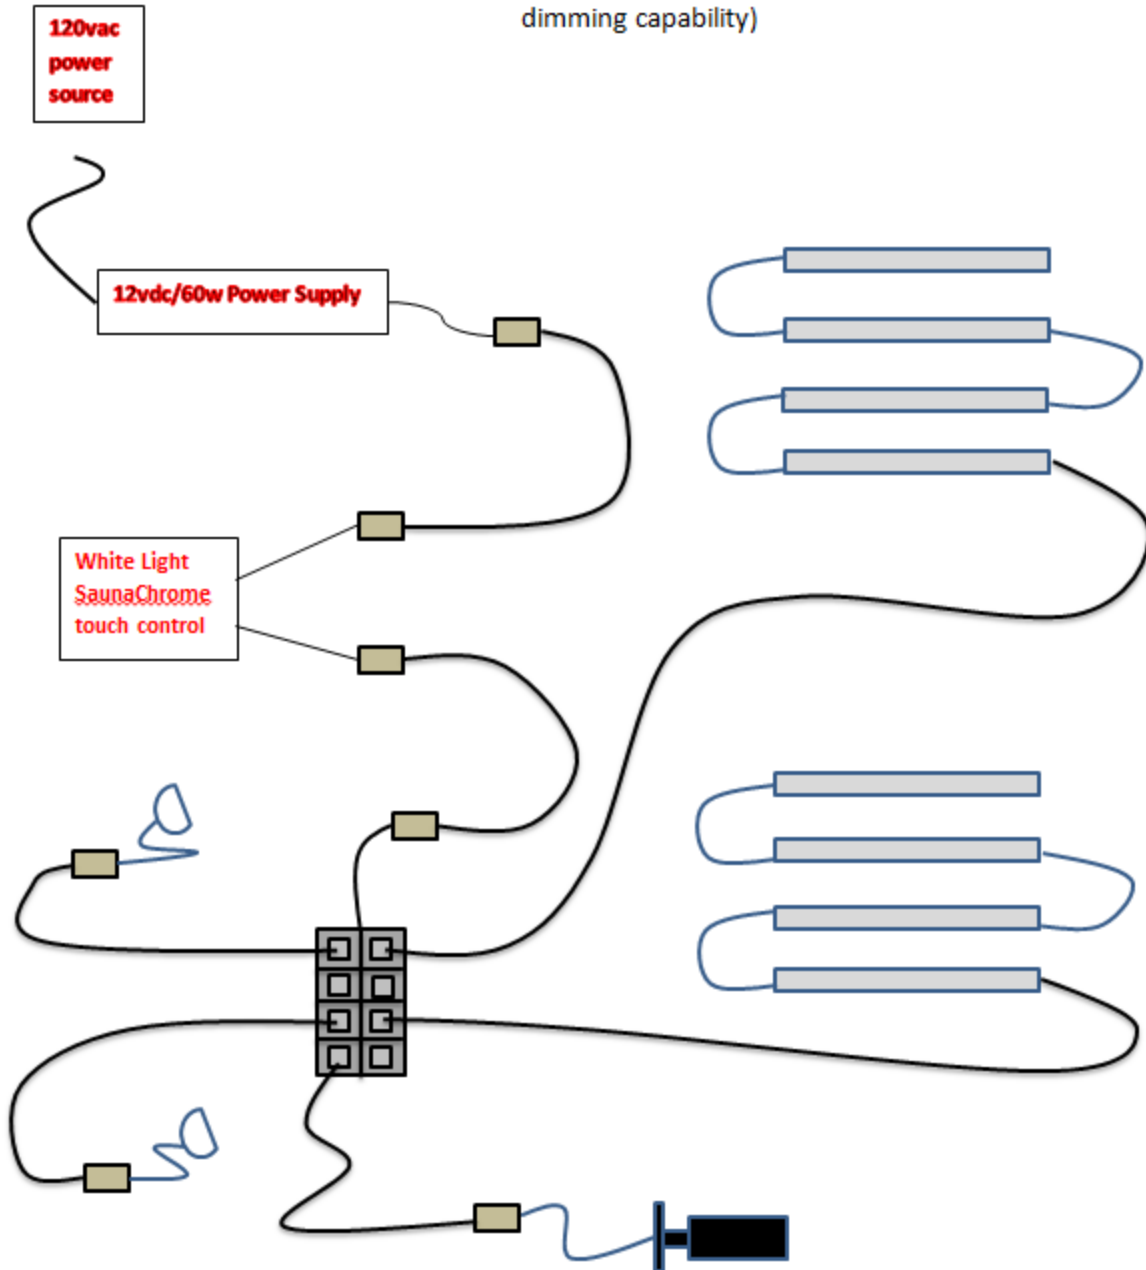 dimming capability)
120vac
power
source
12vdc/60w Power Supply
White Light
SaunaChrome
touch control